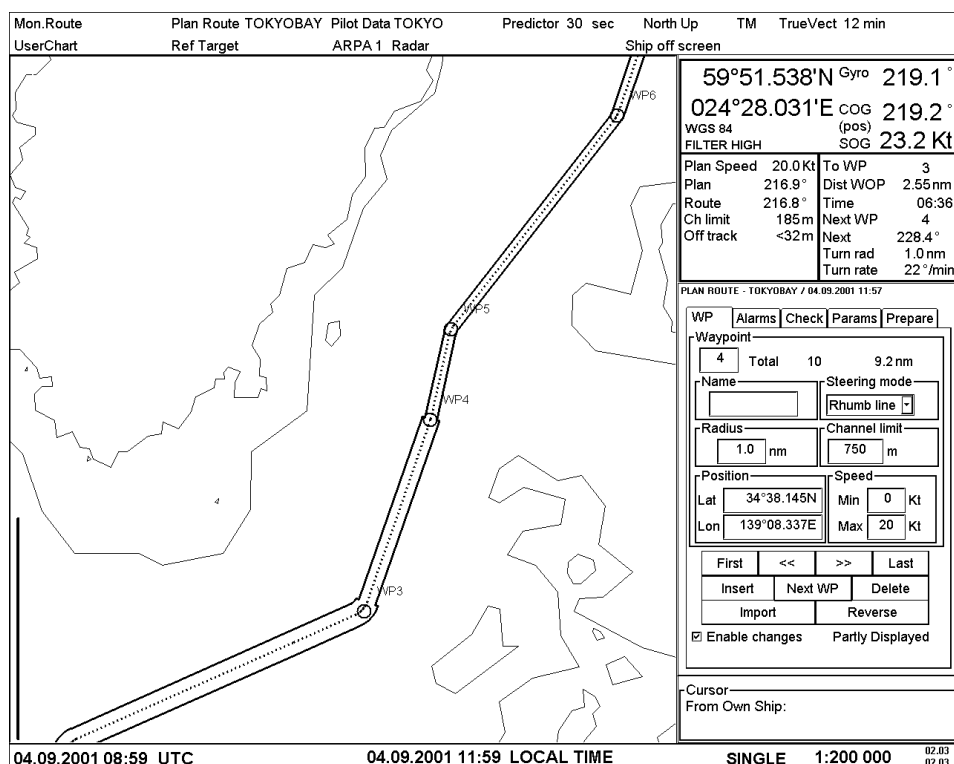 Mon.Route Plan Route TOKYOBAY Pilot Data TOKYO Predictor 30 sec North Up TM TrueVect 12 min
UserChart Ref Target ARPA 1 Radar Ship off screen
WP6
WP5
WP4
WP3
4
4
4
59°51.538'N Gyro 219.1°
024°28.031'E COG 219.2°
WGS 84 (pos)
FILTER HIGH SOG 23.2 Kt
Plan Speed 20.0 Kt To WP 3
Plan 216.9° Dist WOP 2.55 nm
Route 216.8° Time 06:36
Ch limit 185 m Next WP 4
Off track <32 m Next 228.4°
Turn rad 1.0 nm
Turn rate 22°/min
PLAN ROUTE - TOKYOBAY / 04.09.2001 11:57
WP Alarms Check Params Prepare
Waypoint
4 Total 10 9.2 nm
Name Steering mode
Rhumb line
Radius Channel limit
1.0 nm 750 m
Position Speed
Lat 34°38.145N Min 0 Kt
Lon 139°08.337E Max 20 Kt
First << >> Last
Insert Next WP Delete
Import Reverse
Enable changes Partly Displayed
Cursor
From Own Ship:
04.09.2001 08:59 UTC 04.09.2001 11:59 LOCAL TIME SINGLE 1:200 000 02.03
02.03